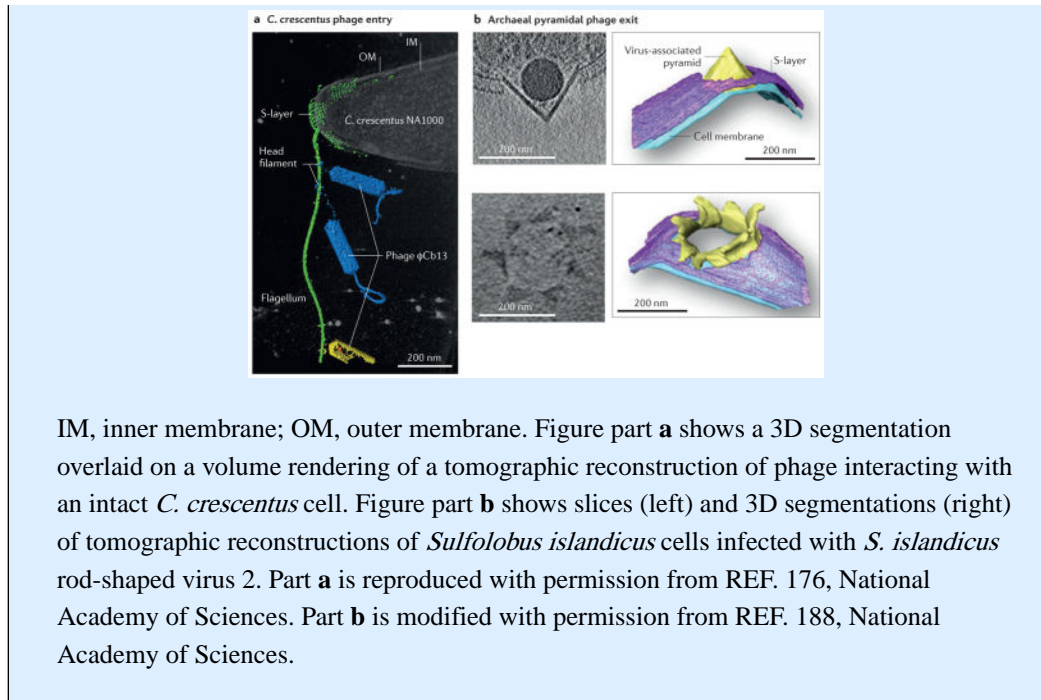 a C. crescentus phage entry
IM
OM
S-layer
C. crescentus NA1000
Head
filament
Phage φCb13
Flagellum
200 nm
b Archaeal pyramidal phage exit
200 nm
Virus-associated
pyramid
S-layer
Cell membrane
200 nm
200 nm
200 nm
IM, inner membrane; OM, outer membrane. Figure part a shows a 3D segmentation
overlaid on a volume rendering of a tomographic reconstruction of phage interacting with
an intact C. crescentus cell. Figure part b shows slices (left) and 3D segmentations (right)
of tomographic reconstructions of Sulfolobus islandicus cells infected with S. islandicus
rod-shaped virus 2. Part a is reproduced with permission from REF. 176, National
Academy of Sciences. Part b is modified with permission from REF. 188, National
Academy of Sciences.